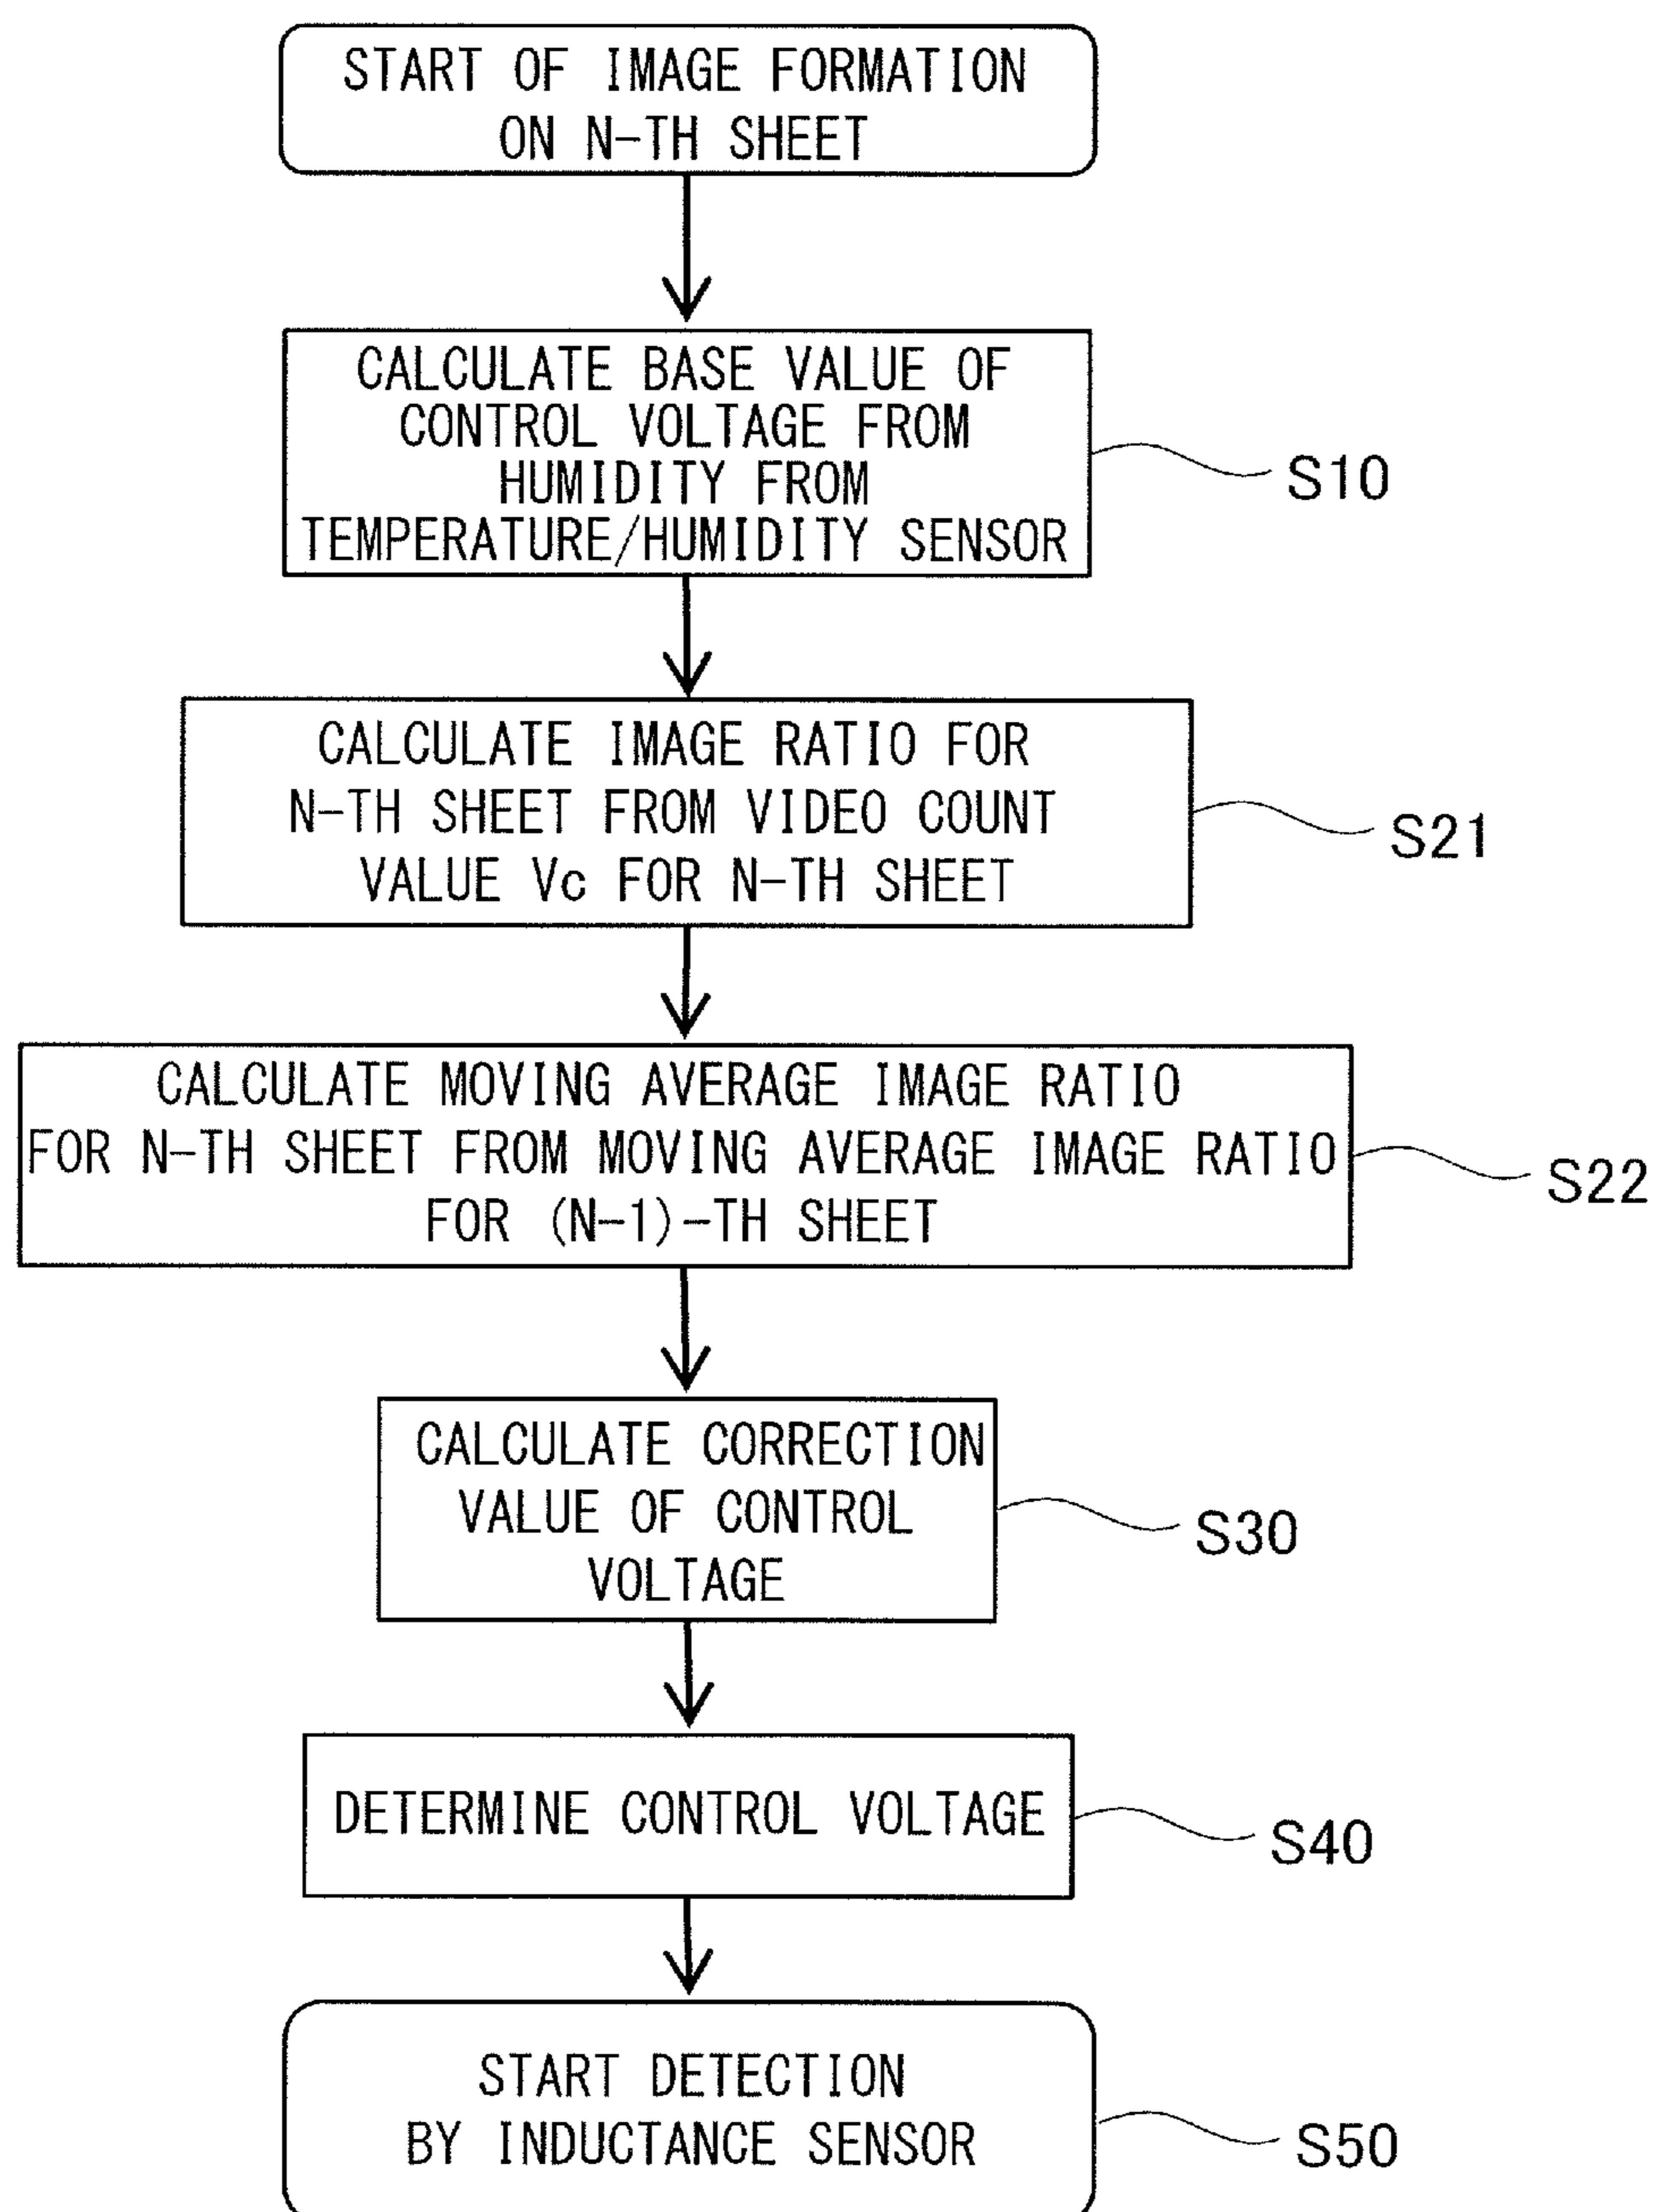 START OF IMAGE FORMATION
ON N-TH SHEET
CALCULATE BASE VALUE OF
CONTROL VOLTAGE FROM
HUMIDITY FROM
TEMPERATURE/HUMIDITY SENSOR
S10
CALCULATE IMAGE RATIO FOR
N-TH SHEET FROM VIDEO COUNT
VALUE Vc FOR N-TH SHEET
S21
CALCULATE MOVING AVERAGE IMAGE RATIO
FOR N-TH SHEET FROM MOVING AVERAGE IMAGE RATIO
FOR (N-1)-TH SHEET
S22
CALCULATE CORRECTION
VALUE OF CONTROL
VOLTAGE
S30
DETERMINE CONTROL VOLTAGE
S40
START DETECTION
BY INDUCTANCE SENSOR
S50